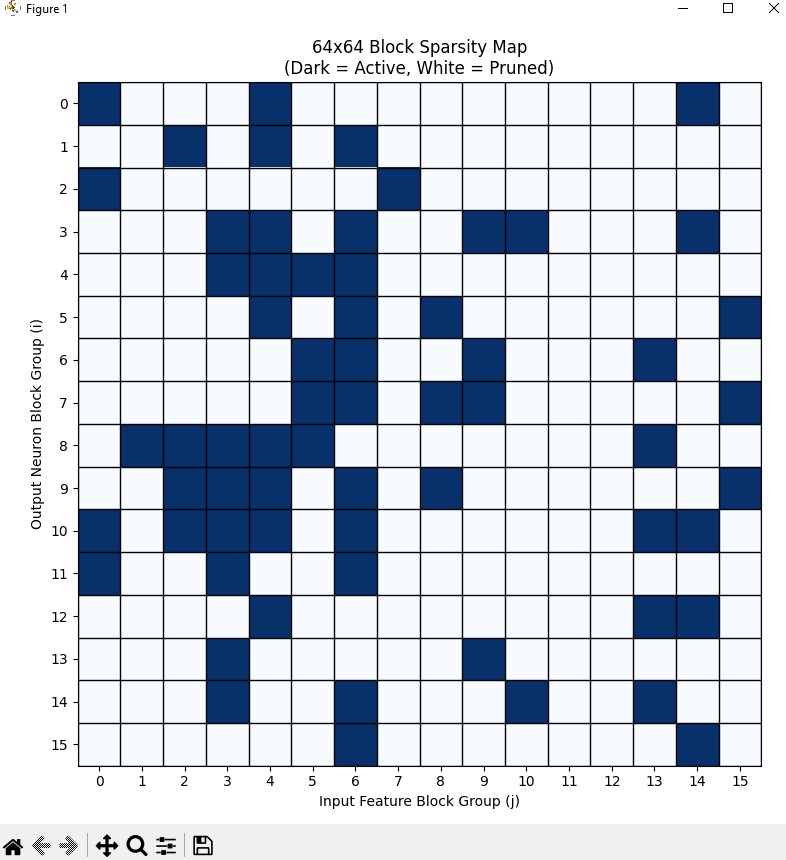 Figure 1
64x64 Block Sparsity Map
(Dark = Active, White = Pruned)
Output Neuron Block Group (i)
0
1
2
3
4
5
6
7
8
9
10
11
12
13
14
15
0 1 2 3 4 5 6 7 8 9 10 11 12 13 14 15
Input Feature Block Group (j)